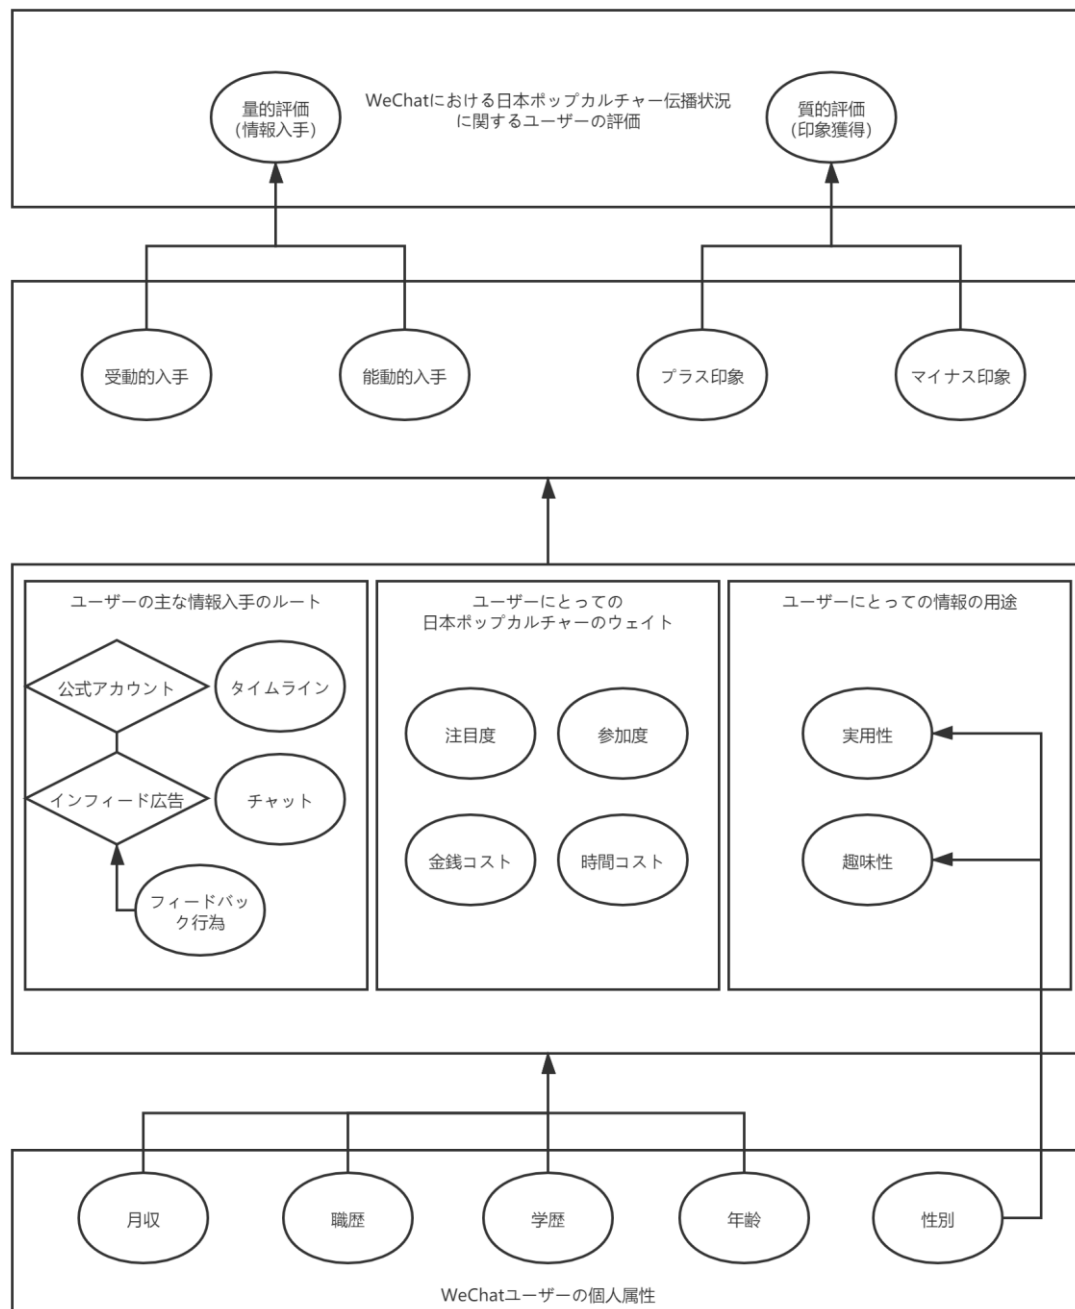 量的評価
(情報入手)
WeChatにおける日本ポップカルチャー伝播状況
に関するユーザーの評価
質的評価
(印象獲得)
受動的入手
能動的入手
プラス印象
マイナス印象
ユーザーの主な情報入手のルート
公式アカウント
タイムライン
インフィード広告
チャット
フィードバッ
ク行為
ユーザーにとっての
日本ポップカルチャーのウェイト
注目度
参加度
金銭コスト
時間コスト
ユーザーにとっての情報の用途
実用性
趣味性
月収
職歴
学歴
年齢
性別
WeChatユーザーの個人属性